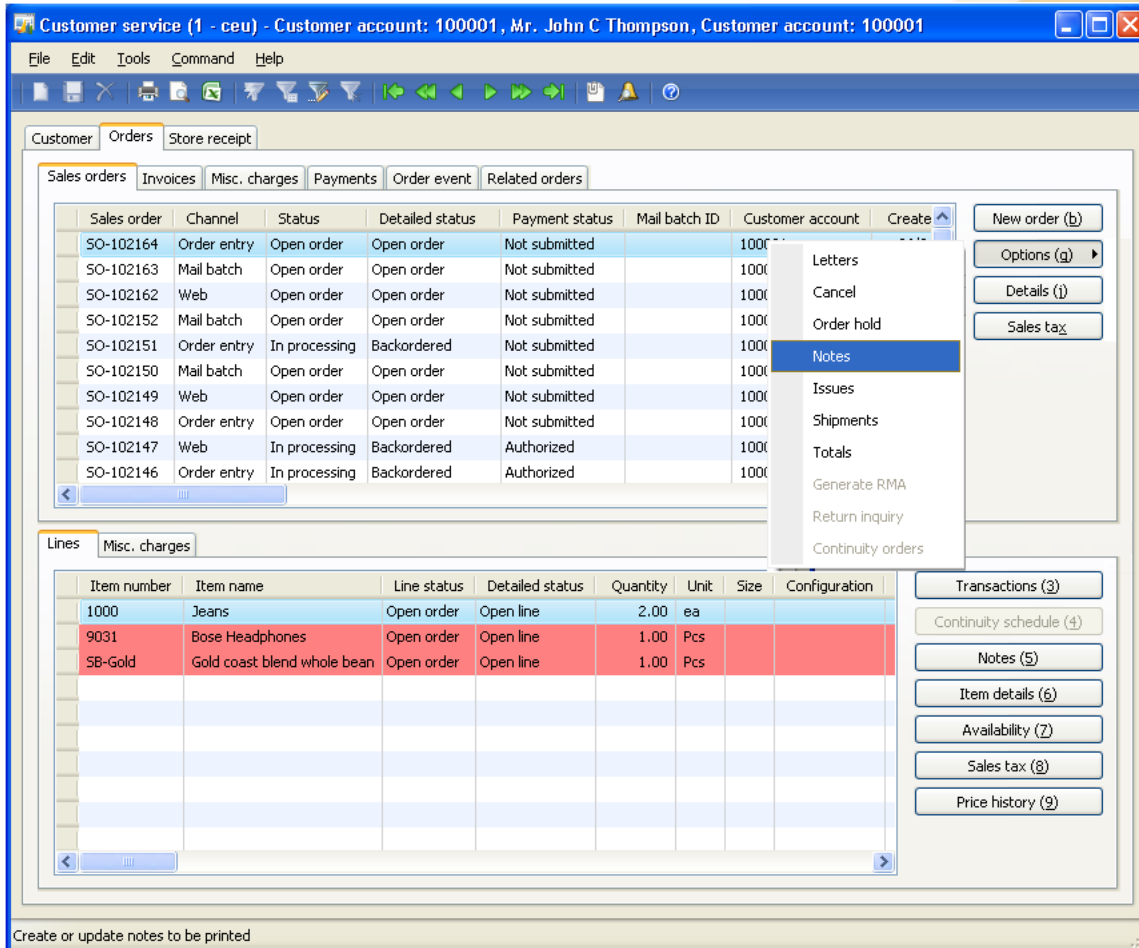 Customer service (1 - ceu) - Customer account: 100001, Mr. John C Thompson, Customer account: 100001
File Edit Tools Command Help
Customer Orders Store receipt
Sales orders Invoices Misc. charges Payments Order event Related orders
Sales order Channel Status Detailed status Payment status Mail batch ID Customer account Create
SO-102164 Order entry Open order Open order Not submitted
SO-102163 Mail batch Open order Open order Not submitted 100
SO-102162 Web Open order Open order Not submitted 100
SO-102152 Mail batch Open order Open order Not submitted 100
SO-102151 Order entry In processing Backordered Not submitted 100
SO-102150 Mail batch Open order Open order Not submitted 100
SO-102149 Web Open order Open order Not submitted 100
SO-102148 Order entry Open order Open order Not submitted 100
SO-102147 Web In processing Backordered Authorized 100
SO-102146 Order entry In processing Backordered Authorized 100
New order (b)
Options (g)
Details (j)
Sales tax
Letters
Cancel
Order hold
Notes
Issues
Shipments
Totals
Generate RMA
Return inquiry
Continuity orders
Lines Misc. charges
Item number Item name Line status Detailed status Quantity Unit Size Configuration
1000 Jeans Open order Open line 2.00 ea
9031 Bose Headphones Open order Open line 1.00 Pcs
SB-Gold Gold coast blend whole bean Open order Open line 1.00 Pcs
Transactions (3)
Continuity schedule (4)
Notes (5)
Item details (6)
Availability (7)
Sales tax (8)
Price history (9)
Create or update notes to be printed